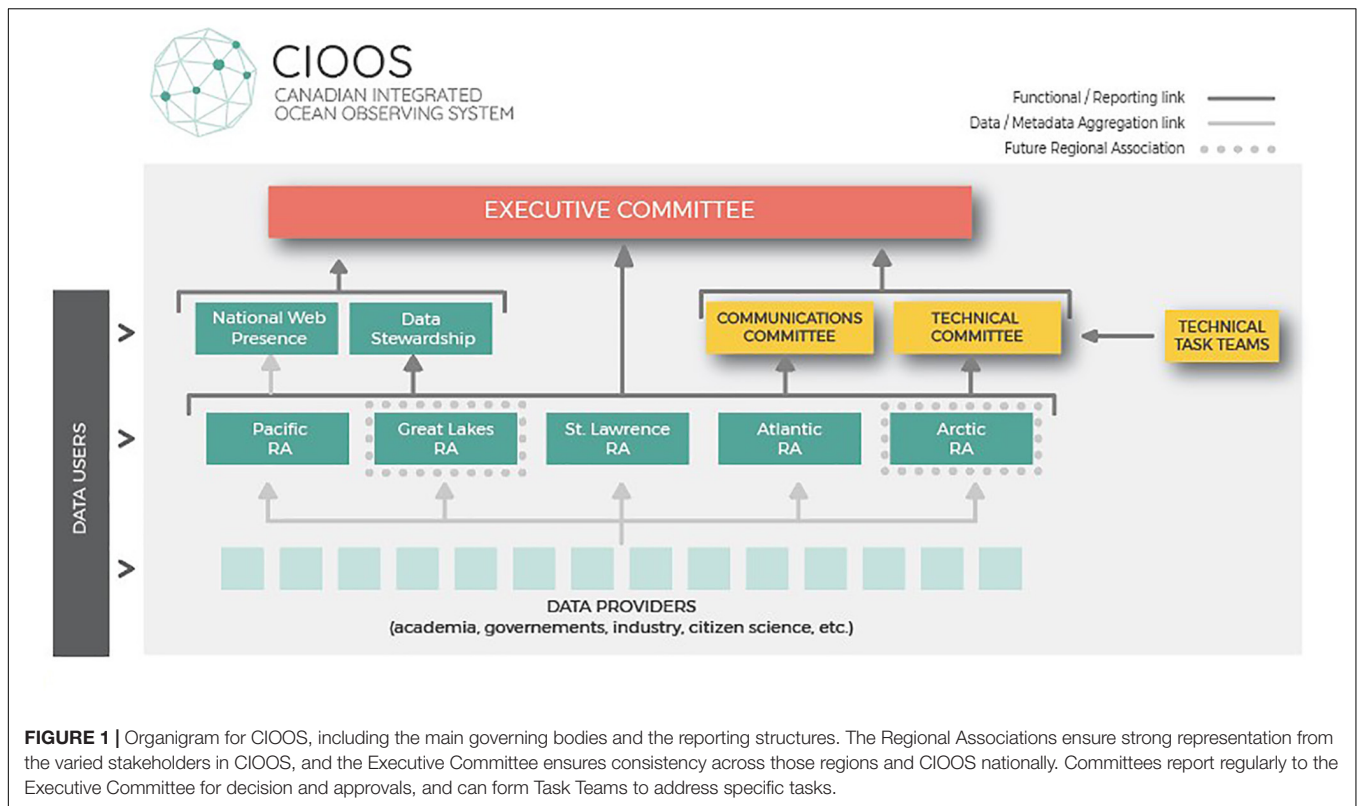 CIOOS
CANADIAN INTEGRATED
OCEAN OBSERVING SYSTEM
Functional / Reporting link
Data / Metadata Aggregation link
Future Regional Association
EXECUTIVE COMMITTEE
DATA USERS
National Web
Presence
Data
Stewardship
COMMUNICATIONS
COMMITTEE
TECHNICAL
COMMITTEE
TECHNICAL
TASK TEAMS
Pacific
RA
Great Lakes
RA
St. Lawrence
RA
Atlantic
RA
Arctic
RA
DATA PROVIDERS
(academia, governements, industry, citizen science, etc.)
FIGURE 1 | Organigram for CIOOS, including the main governing bodies and the reporting structures. The Regional Associations ensure strong representation from
the varied stakeholders in CIOOS, and the Executive Committee ensures consistency across those regions and CIOOS nationally. Committees report regularly to the
Executive Committee for decision and approvals, and can form Task Teams to address specific tasks.